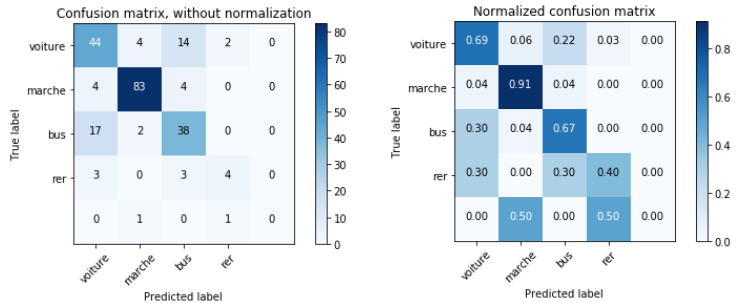 Confusion matrix, without normalization
voiture 44 4 14 2 0
marche 4 83 4 0 0
bus 17 2 38 0 0
rer 3 0 3 4 0
0 1 0 1 0
voiture marche bus rer
Predicted label
True label
80
70
60
50
40
30
20
10
0
Normalized confusion matrix
voiture 0.69 0.06 0.22 0.03 0.00
marche 0.04 0.91 0.04 0.00 0.00
bus 0.30 0.04 0.67 0.00 0.00
rer 0.30 0.00 0.30 0.40 0.00
0.00 0.50 0.00 0.50 0.00
voiture marche bus rer
Predicted label
True label
0.8
0.6
0.4
0.2
0.0